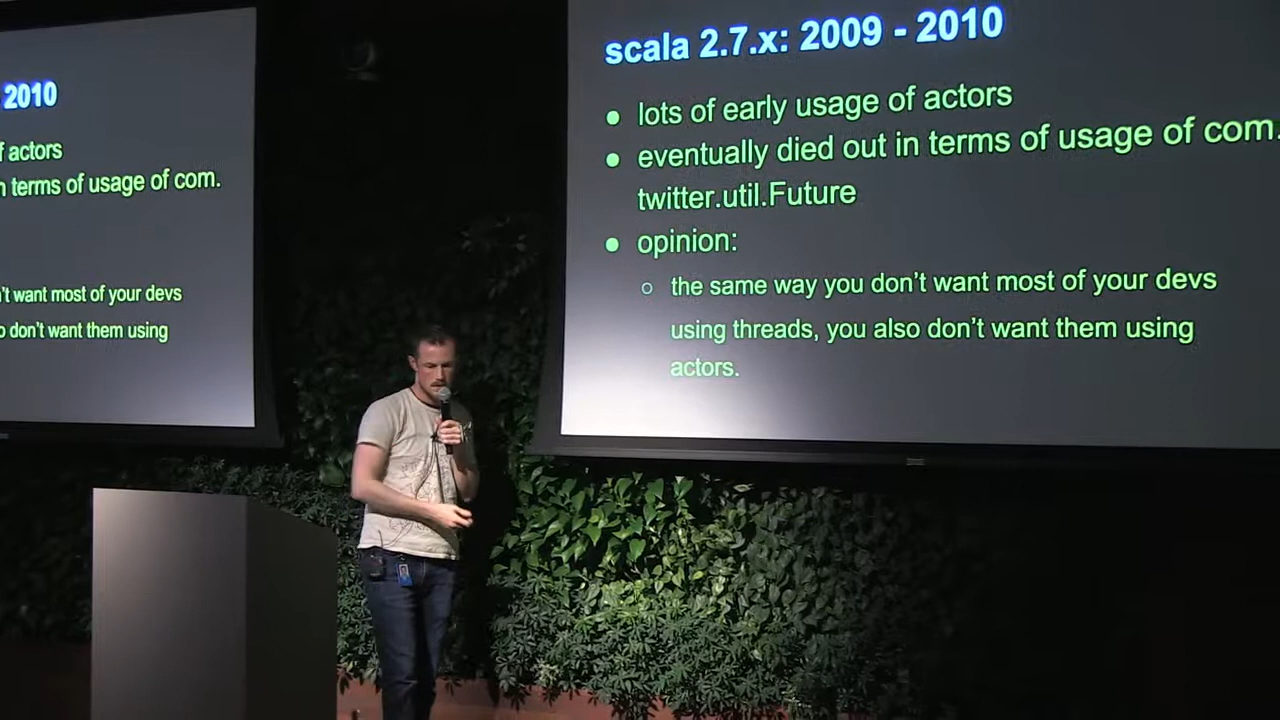 2010
f actors
n terms of usage of com.
't want most of your devs
o don't want them using
scala 2.7.x: 2009 - 2010
• lots of early usage of actors
• eventually died out in terms of usage of com.
twitter.util.Future
• opinion:
○ the same way you don't want most of your devs
using threads, you also don't want them using
actors.